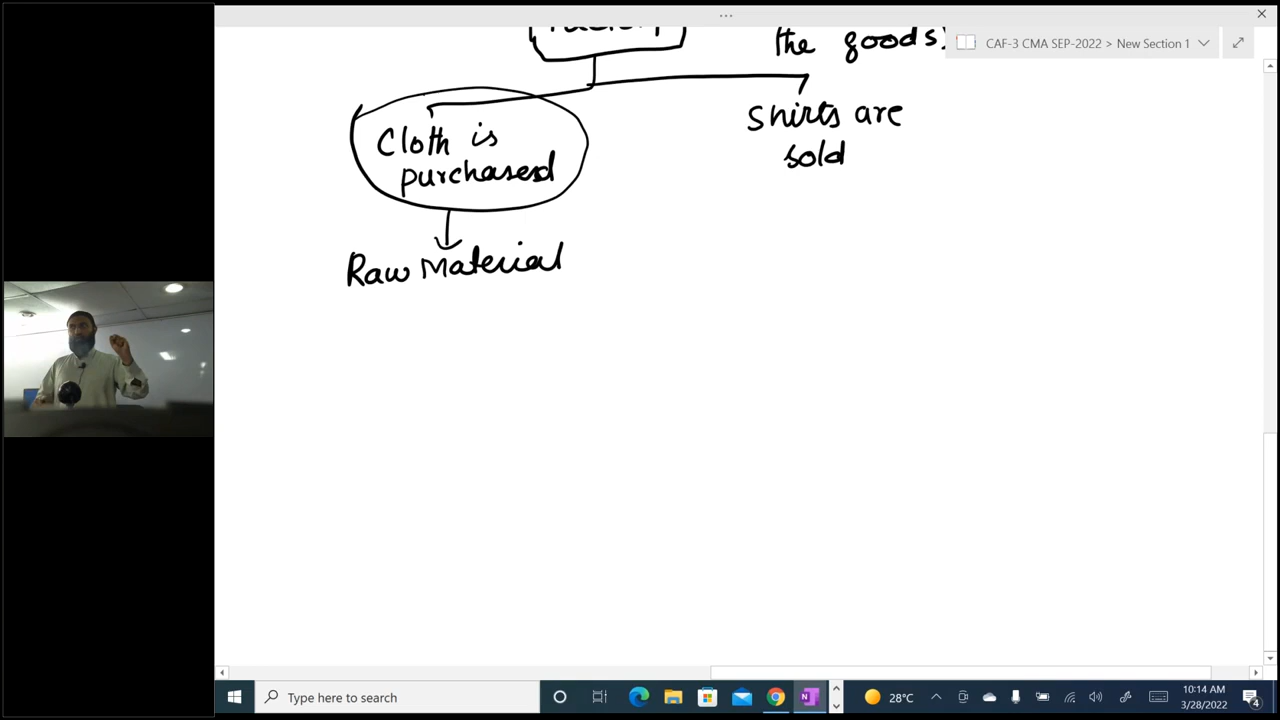 the goods)
CAF-3 CMA SEP-2022 > New Section 1
Cloth is
purchased
Shirts are
sold
Raw Material
Type here to search
28°C
10:14 AM
3/28/2022
4